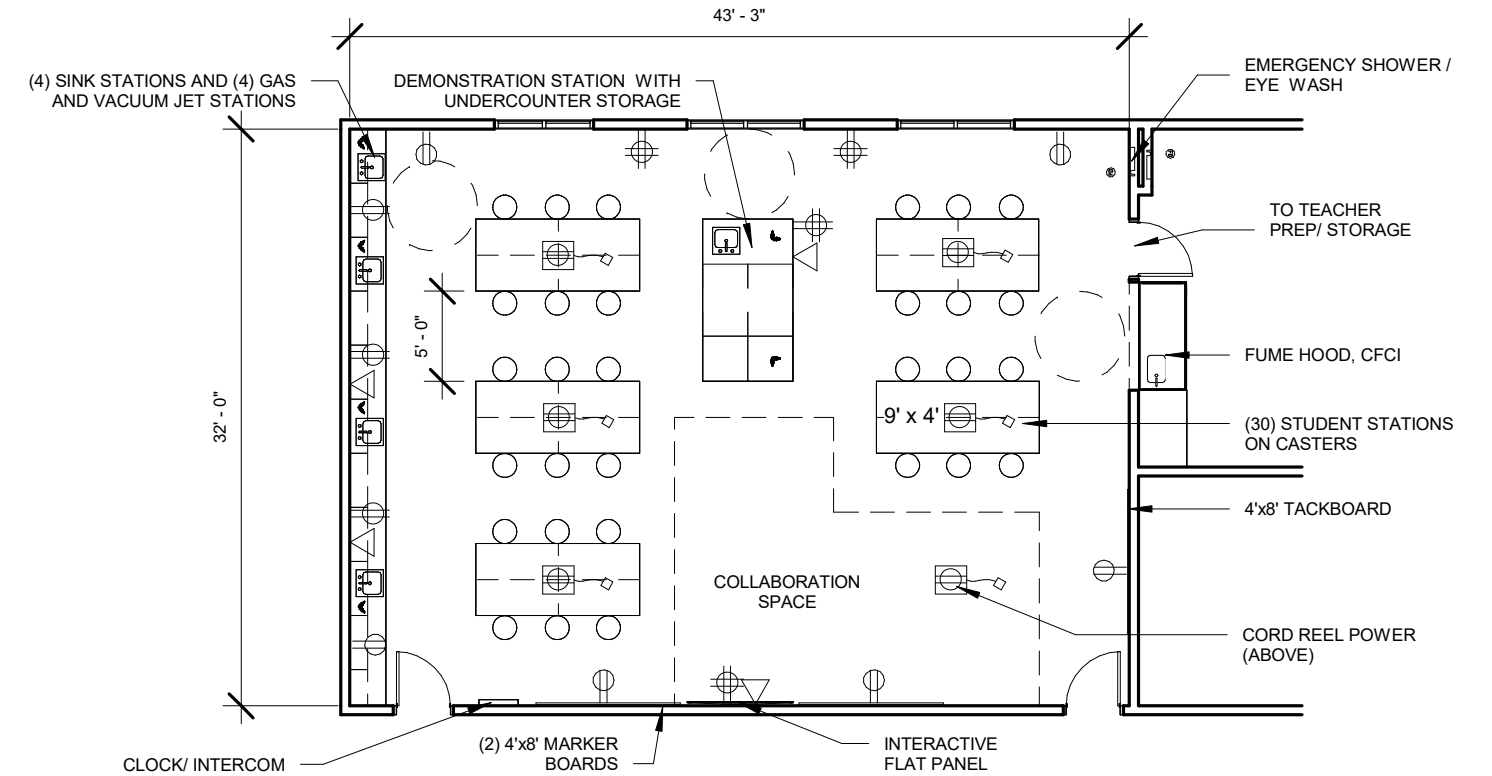 43' - 3"
(4) SINK STATIONS AND (4) GAS
AND VACUUM JET STATIONS
DEMONSTRATION STATION WITH
UNDERCOUNTER STORAGE
EMERGENCY SHOWER /
EYE WASH
TO TEACHER
PREP/ STORAGE
5' - 0"
32' - 0"
FUME HOOD, CFCI
9' x 4'
(30) STUDENT STATIONS
ON CASTERS
4'x8' TACKBOARD
COLLABORATION
SPACE
CORD REEL POWER
(ABOVE)
CLOCK/ INTERCOM
(2) 4'x8' MARKER
BOARDS
INTERACTIVE
FLAT PANEL